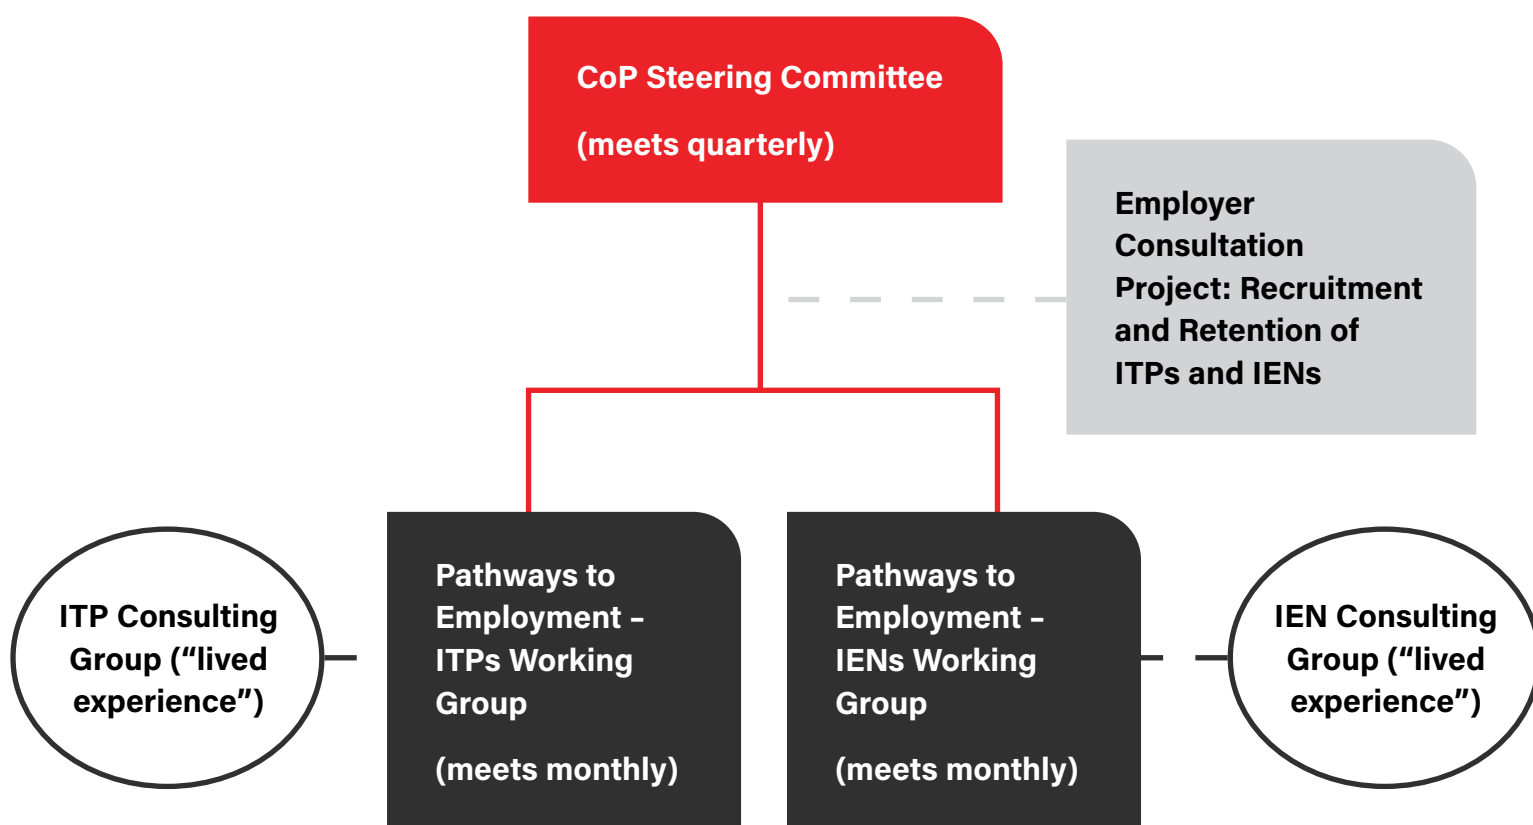 CoP Steering Committee
(meets quarterly)
Employer
Consultation
Project: Recruitment
and Retention of
ITPs and IENs
ITP Consulting
Group (“lived
experience”)
Pathways to
Employment –
ITPs Working
Group
(meets monthly)
Pathways to
Employment –
IENs Working
Group
(meets monthly)
IEN Consulting
Group (“lived
experience”)